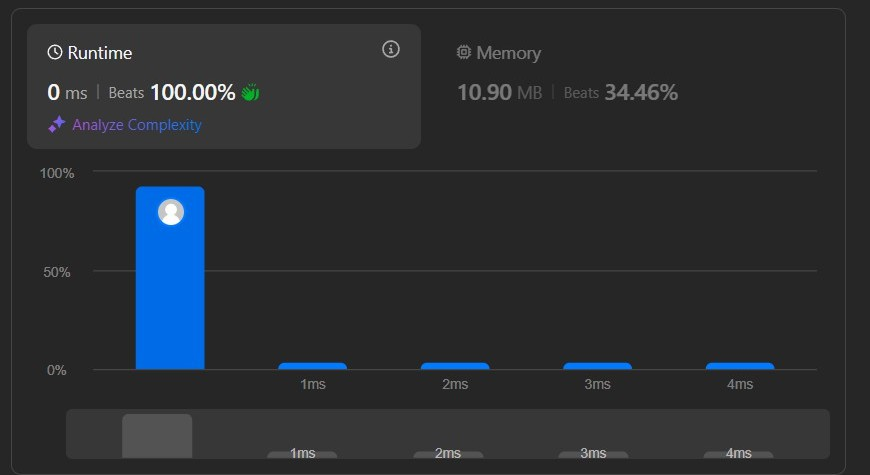 Runtime
Memory
0 ms | Beats 100.00%
10.90 MB | Beats 34.46%
Analyze Complexity
100%
50%
0%
1ms 2ms 3ms 4ms
1ms 2ms 3ms 4ms